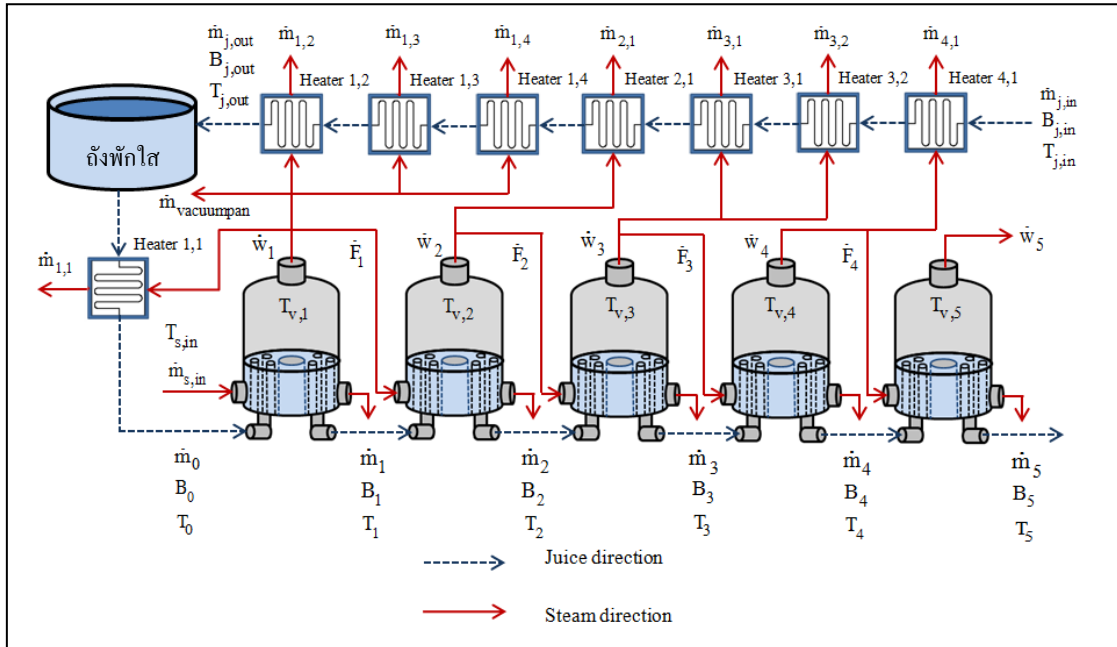 ṁj,out
Bj,out
Tj,out
ṁ1,2
ṁ1,3
ṁ1,4
ṁ2,1
ṁ3,1
ṁ3,2
ṁ4,1
Heater 1,2
Heater 1,3
Heater 1,4
Heater 2,1
Heater 3,1
Heater 3,2
Heater 4,1
ṁj,in
Bj,in
Tj,in
ถังพักใส
ṁvacuumpan
Heater 1,1
ṁ1,1
ẇ1
Ḟ1
ẇ2
Ḟ2
ẇ3
Ḟ3
ẇ4
Ḟ4
ẇ5
Tv,1
Tv,2
Tv,3
Tv,4
Tv,5
Ts,in
ṁs,in
ṁ0
B0
T0
ṁ1
B1
T1
ṁ2
B2
T2
ṁ3
B3
T3
ṁ4
B4
T4
ṁ5
B5
T5
Juice direction
Steam direction